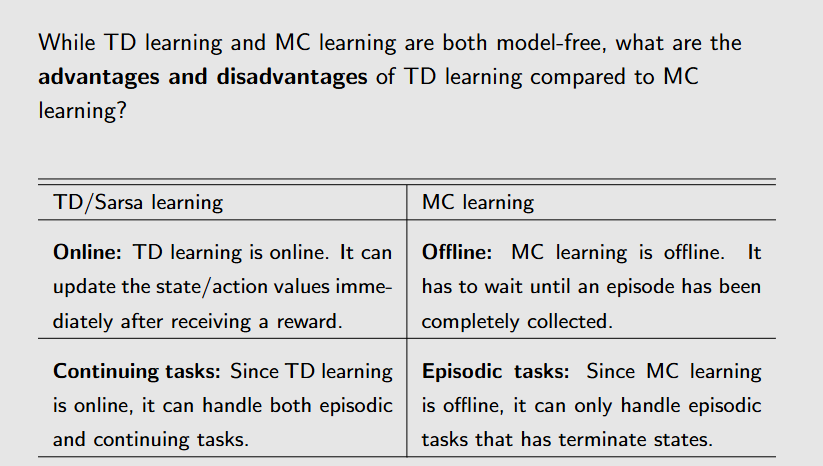 While TD learning and MC learning are both model-free, what are the
advantages and disadvantages of TD learning compared to MC
learning?
TD/Sarsa learning
MC learning
Online: TD learning is online. It can
update the state/action values imme-
diately after receiving a reward.
Offline: MC learning is offline. It
has to wait until an episode has been
completely collected.
Continuing tasks: Since TD learning
is online, it can handle both episodic
and continuing tasks.
Episodic tasks: Since MC learning
is offline, it can only handle episodic
tasks that has terminate states.